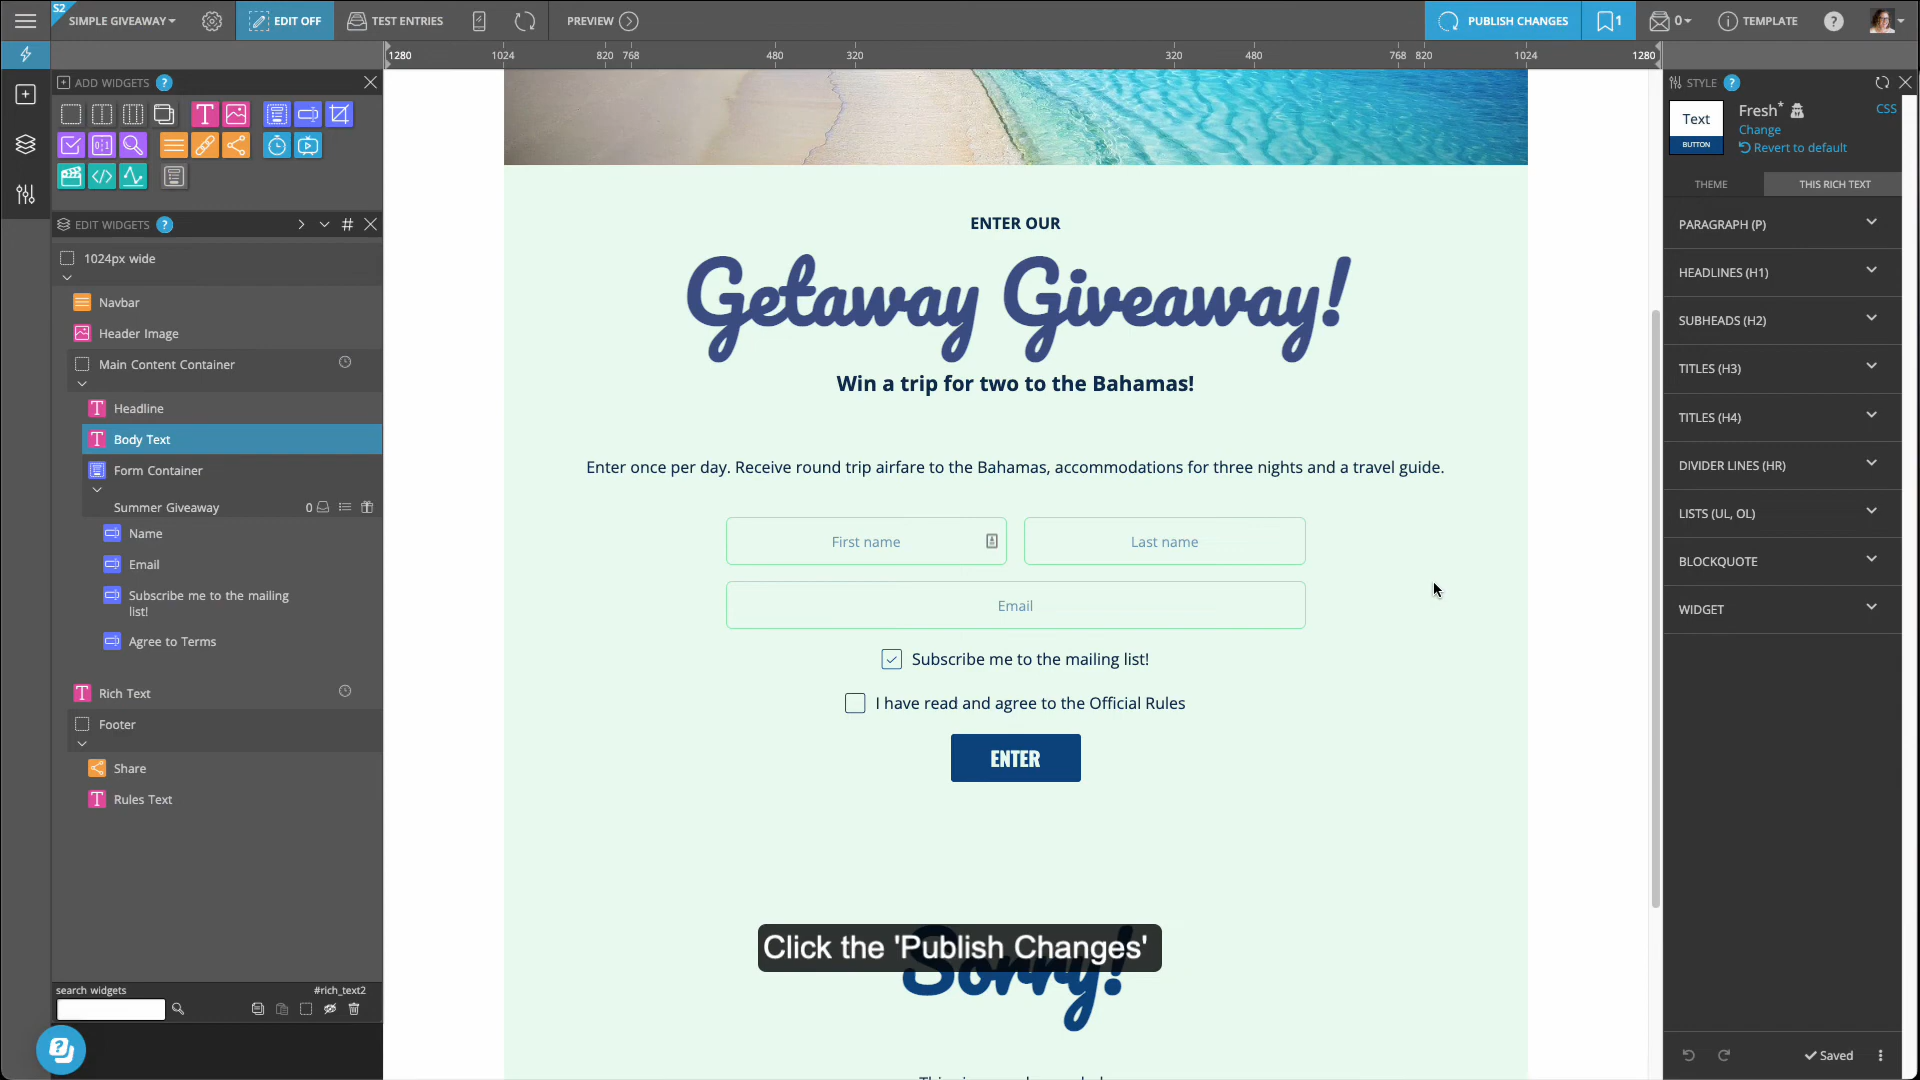 S2
SIMPLE GIVEAWAY
EDIT OFF
TEST ENTRIES
PREVIEW
PUBLISH CHANGES
1
0
TEMPLATE
?
1280 1024 820 768 480 320 320 480 768 820 1024 1280
ADD WIDGETS ?
T
EDIT WIDGETS ?
#
1024px wide
Navbar
Header Image
Main Content Container
Headline
Body Text
Form Container
Summer Giveaway 0
Name
Email
Subscribe me to the mailing
list!
Agree to Terms
Rich Text
Footer
Share
Rules Text
search widgets #rich_text2
ENTER OUR
Getaway Giveaway!
Win a trip for two to the Bahamas!
Enter once per day. Receive round trip airfare to the Bahamas, accommodations for three nights and a travel guide.
First name
Last name
Email
Subscribe me to the mailing list!
I have read and agree to the Official Rules
ENTER
Click the 'Publish Changes'
Sorry!
STYLE ?
Text
BUTTON
Fresh*
CSS
Change
Revert to default
THEME
THIS RICH TEXT
PARAGRAPH (P)
HEADLINES (H1)
SUBHEADS (H2)
TITLES (H3)
TITLES (H4)
DIVIDER LINES (HR)
LISTS (UL, OL)
BLOCKQUOTE
WIDGET
Saved